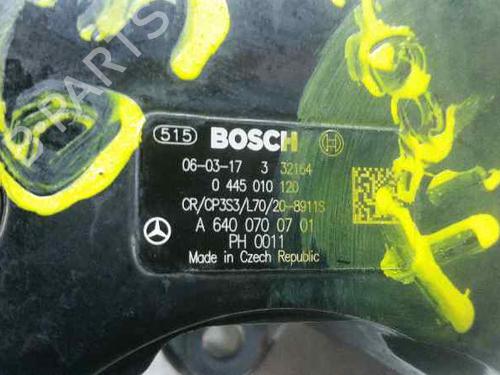 B-PARTS
515 BOSCH
06-03-17 3 32164
0 445 010 120
CR/CP3S3/L70/20-8911S
A 640 070 07 01
PH 0011
Made in Czech Republic